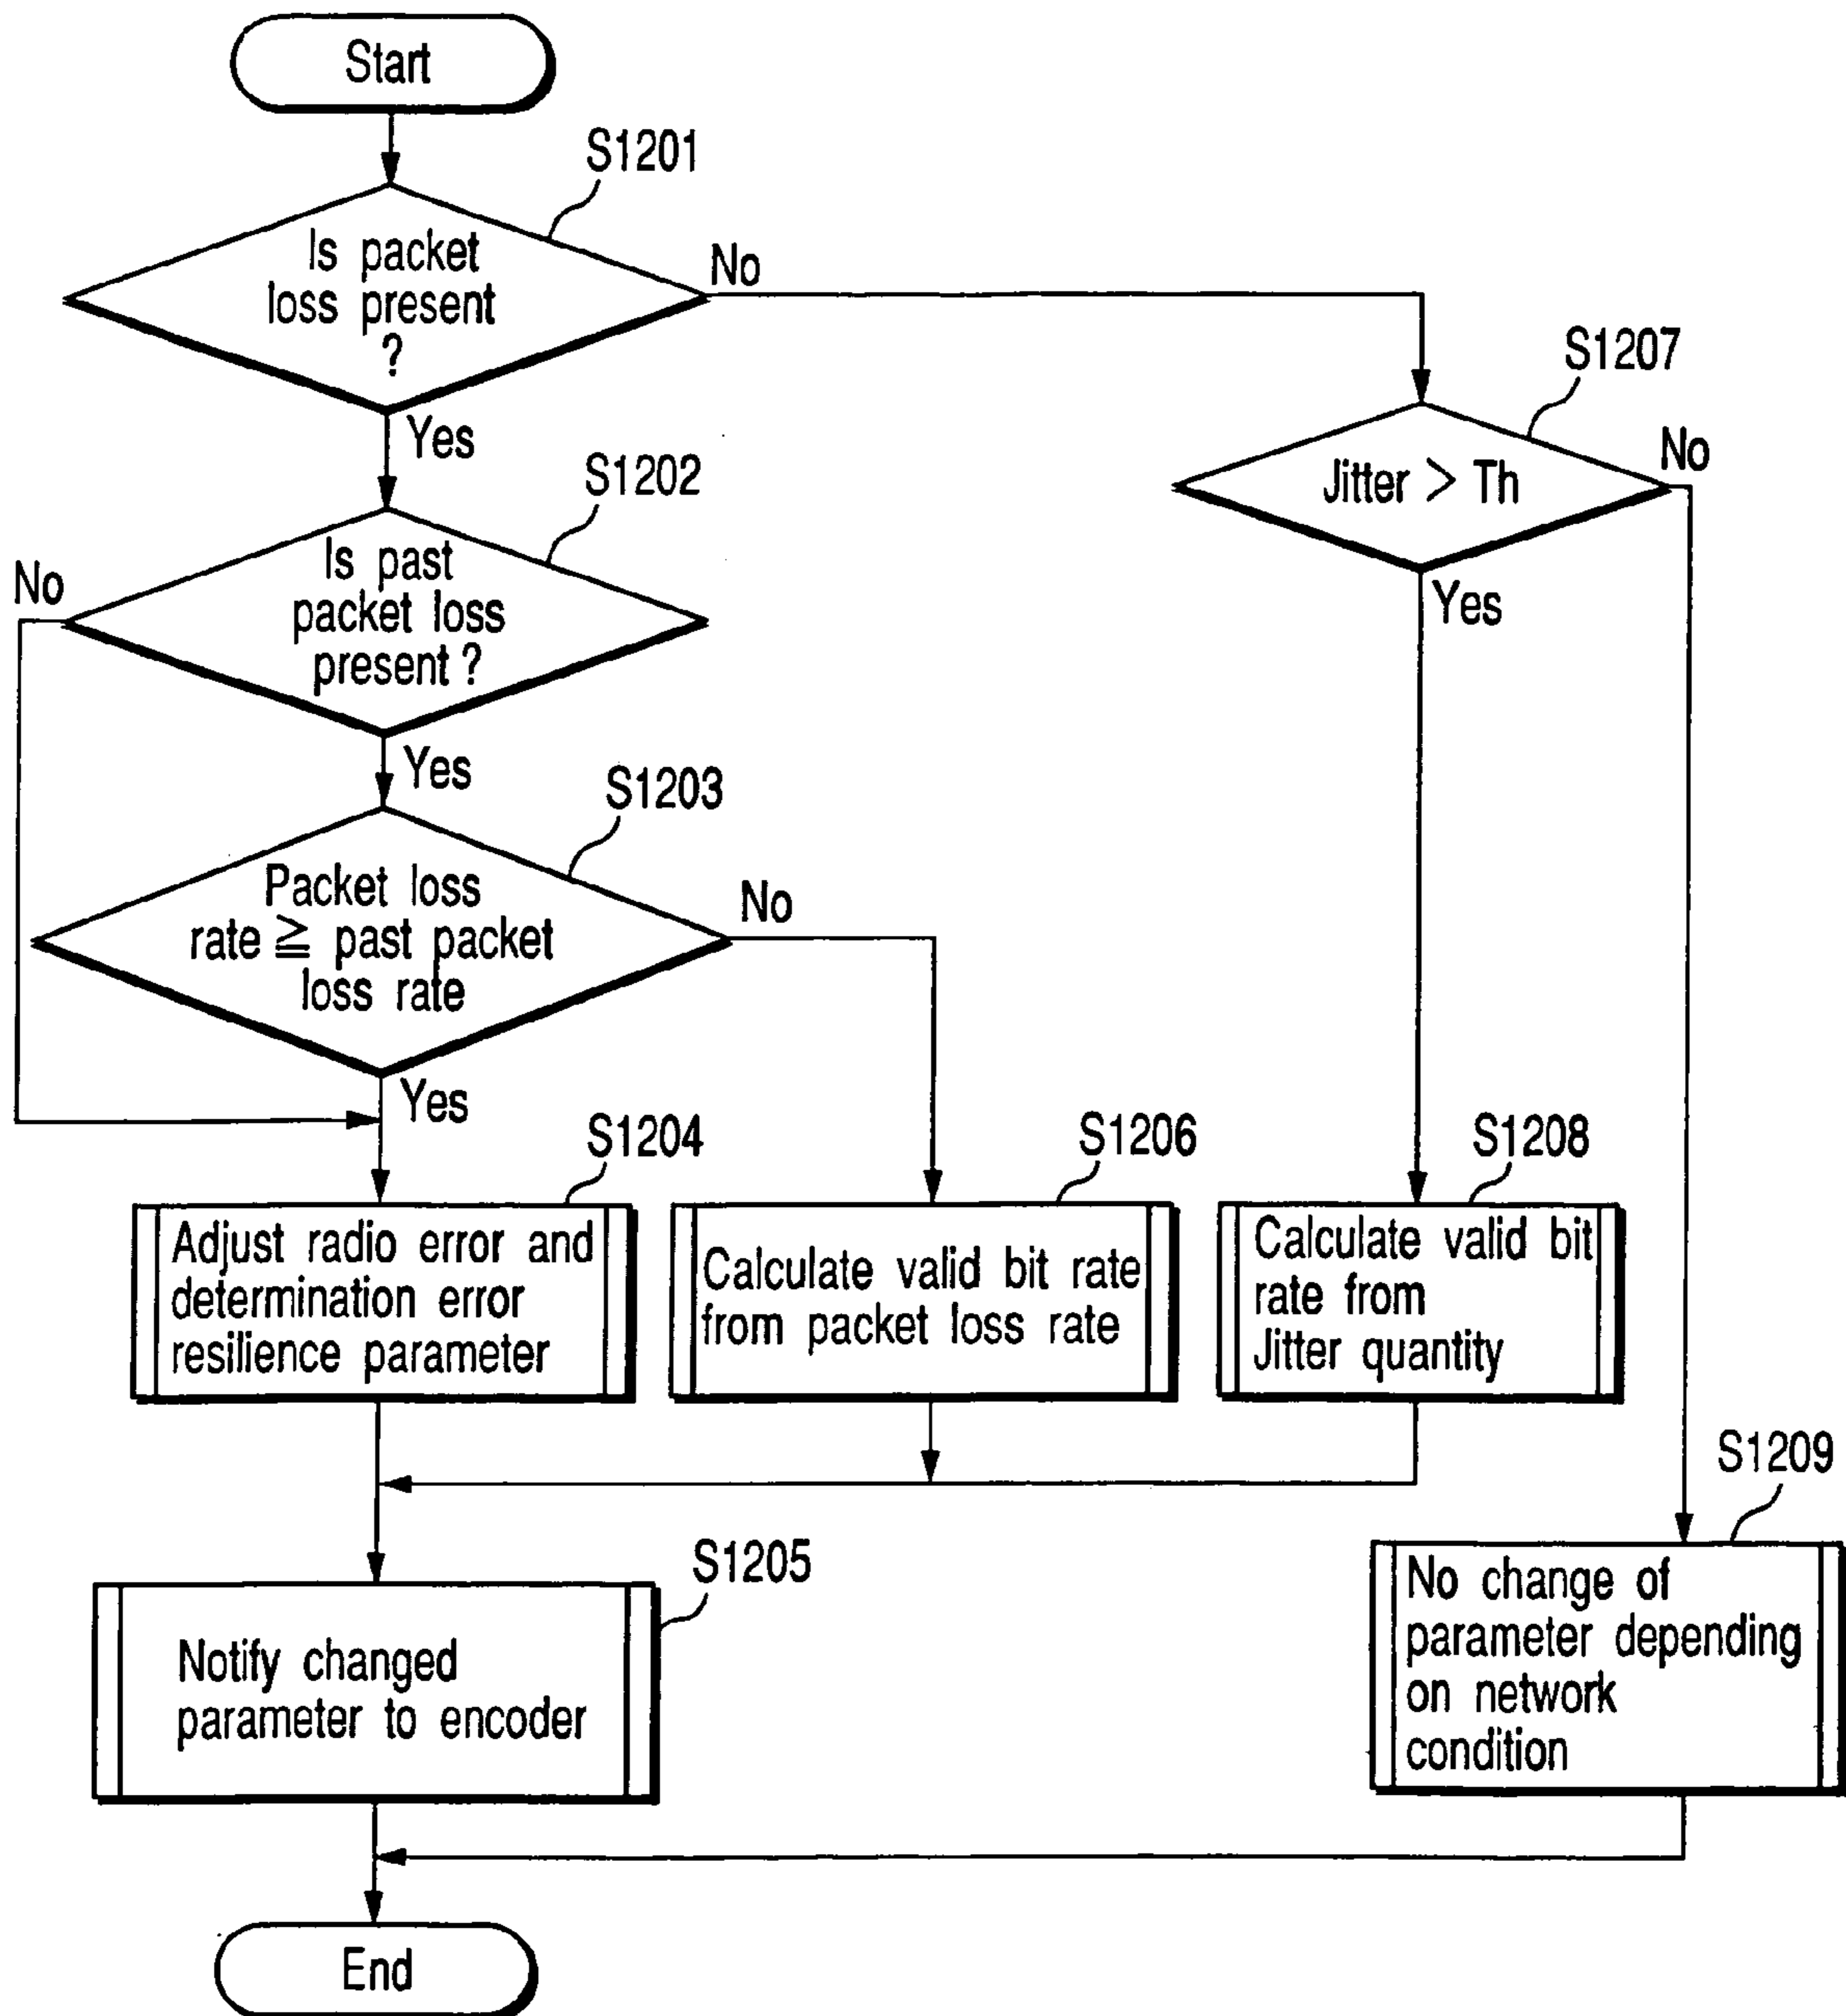 Start
S1201
Is packet
loss present
?
No
Yes
S1207
Jitter > Th
No
Yes
S1202
Is past
packet loss
present ?
No
Yes
S1203
Packet loss
rate ≧ past packet
loss rate
No
Yes
S1204
Adjust radio error and
determination error
resilience parameter
S1206
Calculate valid bit rate
from packet loss rate
S1208
Calculate valid bit
rate from
Jitter quantity
S1205
Notify changed
parameter to encoder
S1209
No change of
parameter depending
on network
condition
End